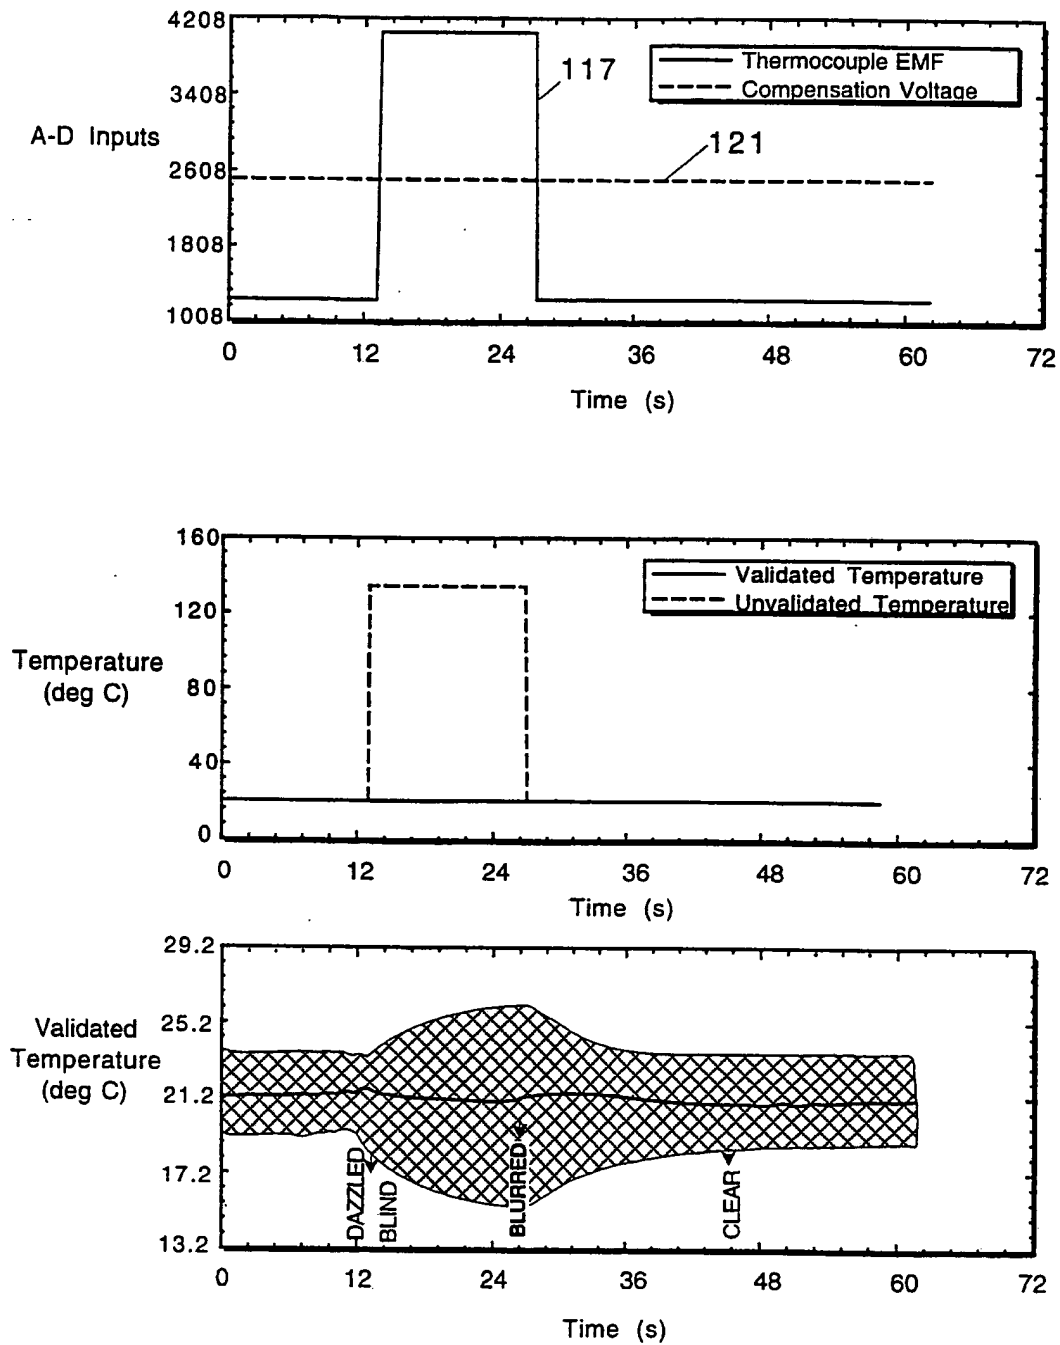 4208
3408
2608
1808
1008
A-D Inputs
Thermocouple EMF
Compensation Voltage
117
121
0 12 24 36 48 60 72
Time (s)
160
120
80
40
0
Temperature
(deg C)
Validated Temperature
Unvalidated Temperature
0 12 24 36 48 60 72
Time (s)
29.2
25.2
21.2
17.2
13.2
Validated
Temperature
(deg C)
DAZZLED
BLIND
BLURRED
CLEAR
0 12 24 36 48 60 72
Time (s)